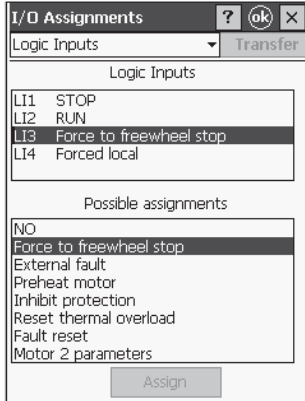 I/O Assignments ? ok ×
Logic Inputs Transfer
Logic Inputs
LI1 STOP
LI2 RUN
LI3 Force to freewheel stop
LI4 Forced local
Possible assignments
NO
Force to freewheel stop
External fault
Preheat motor
Inhibit protection
Reset thermal overload
Fault reset
Motor 2 parameters
Assign